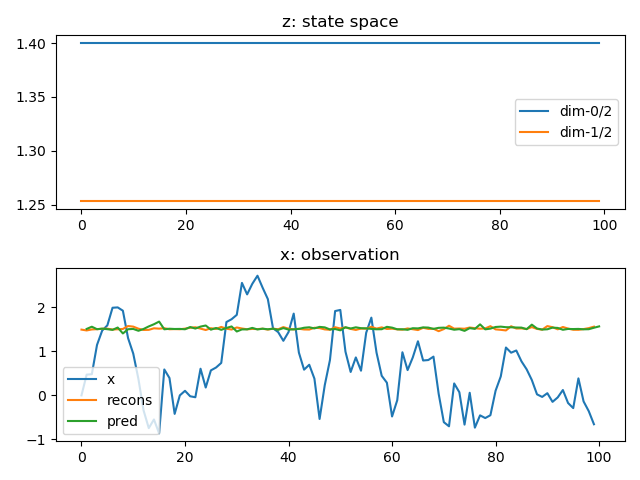 z: state space
1.40
1.35
1.30
1.25
dim-0/2
dim-1/2
0 20 40 60 80 100
x: observation
2
1
0
−1
x
recons
pred
0 20 40 60 80 100